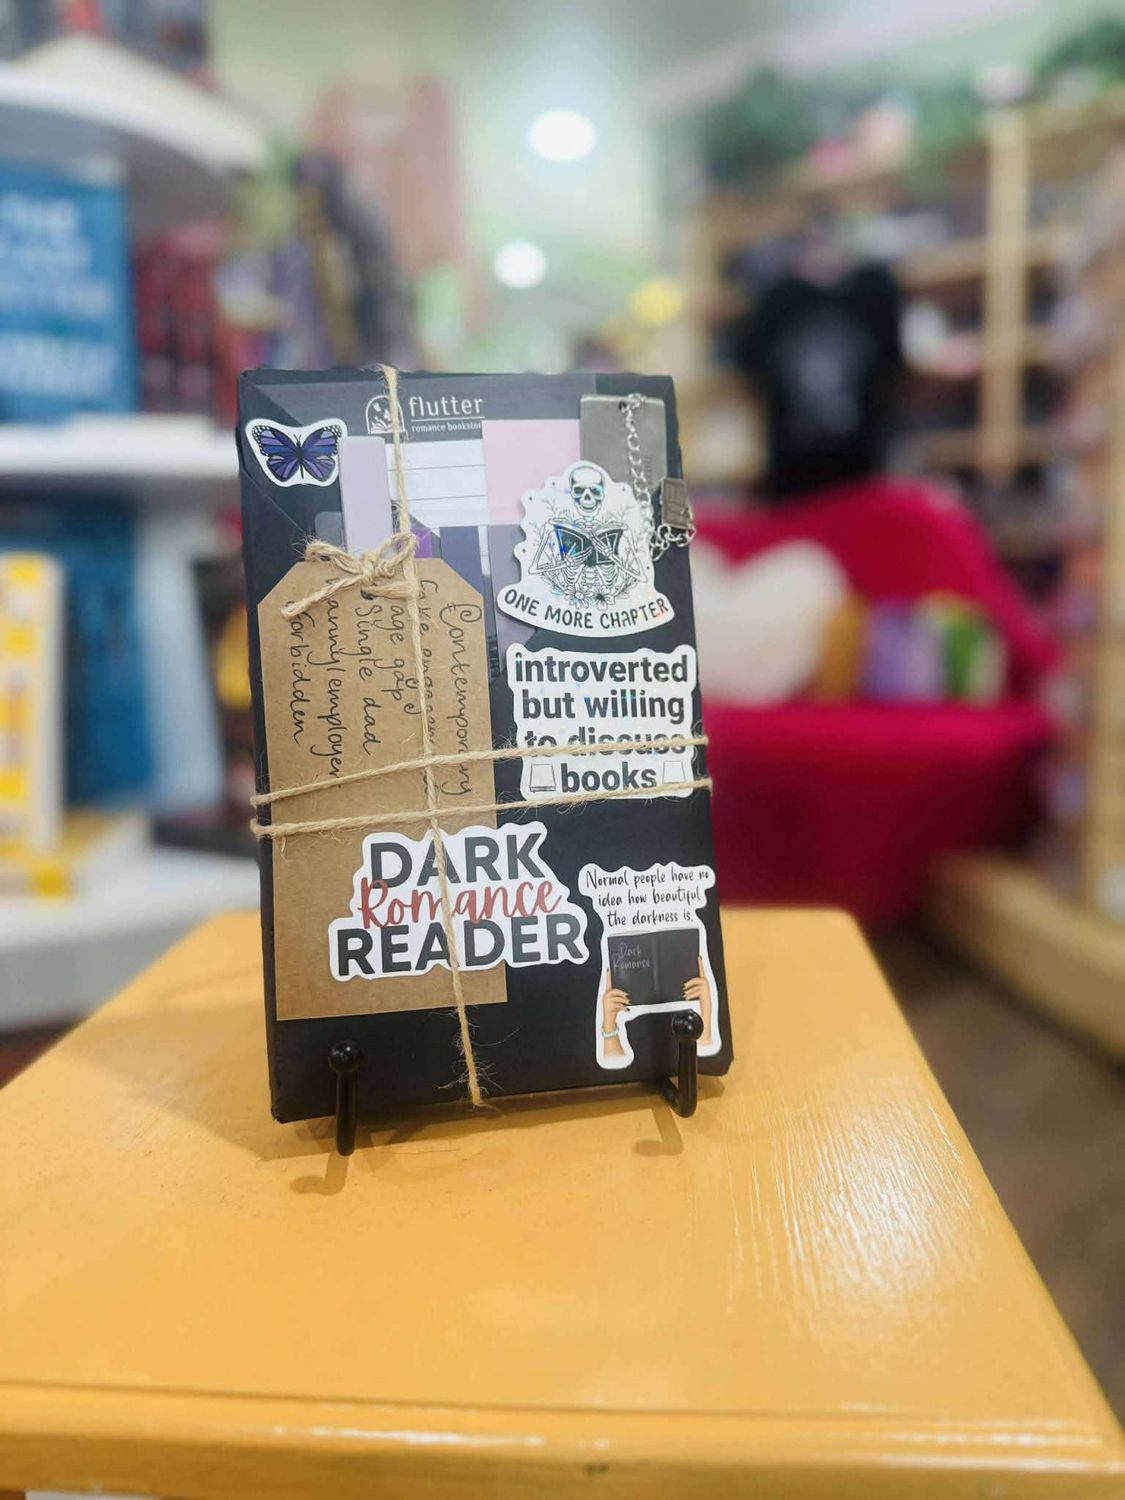 flutter
romance bookstore
ONE MORE CHAPTER
Contemporary
fake
age gap
Single dad
nanny/employer
forbidden
introverted
but willing
to discuss
books
DARK
Romance
READER
Normal people have no
idea how beautiful
the darkness is.
Dark
Romance
THE